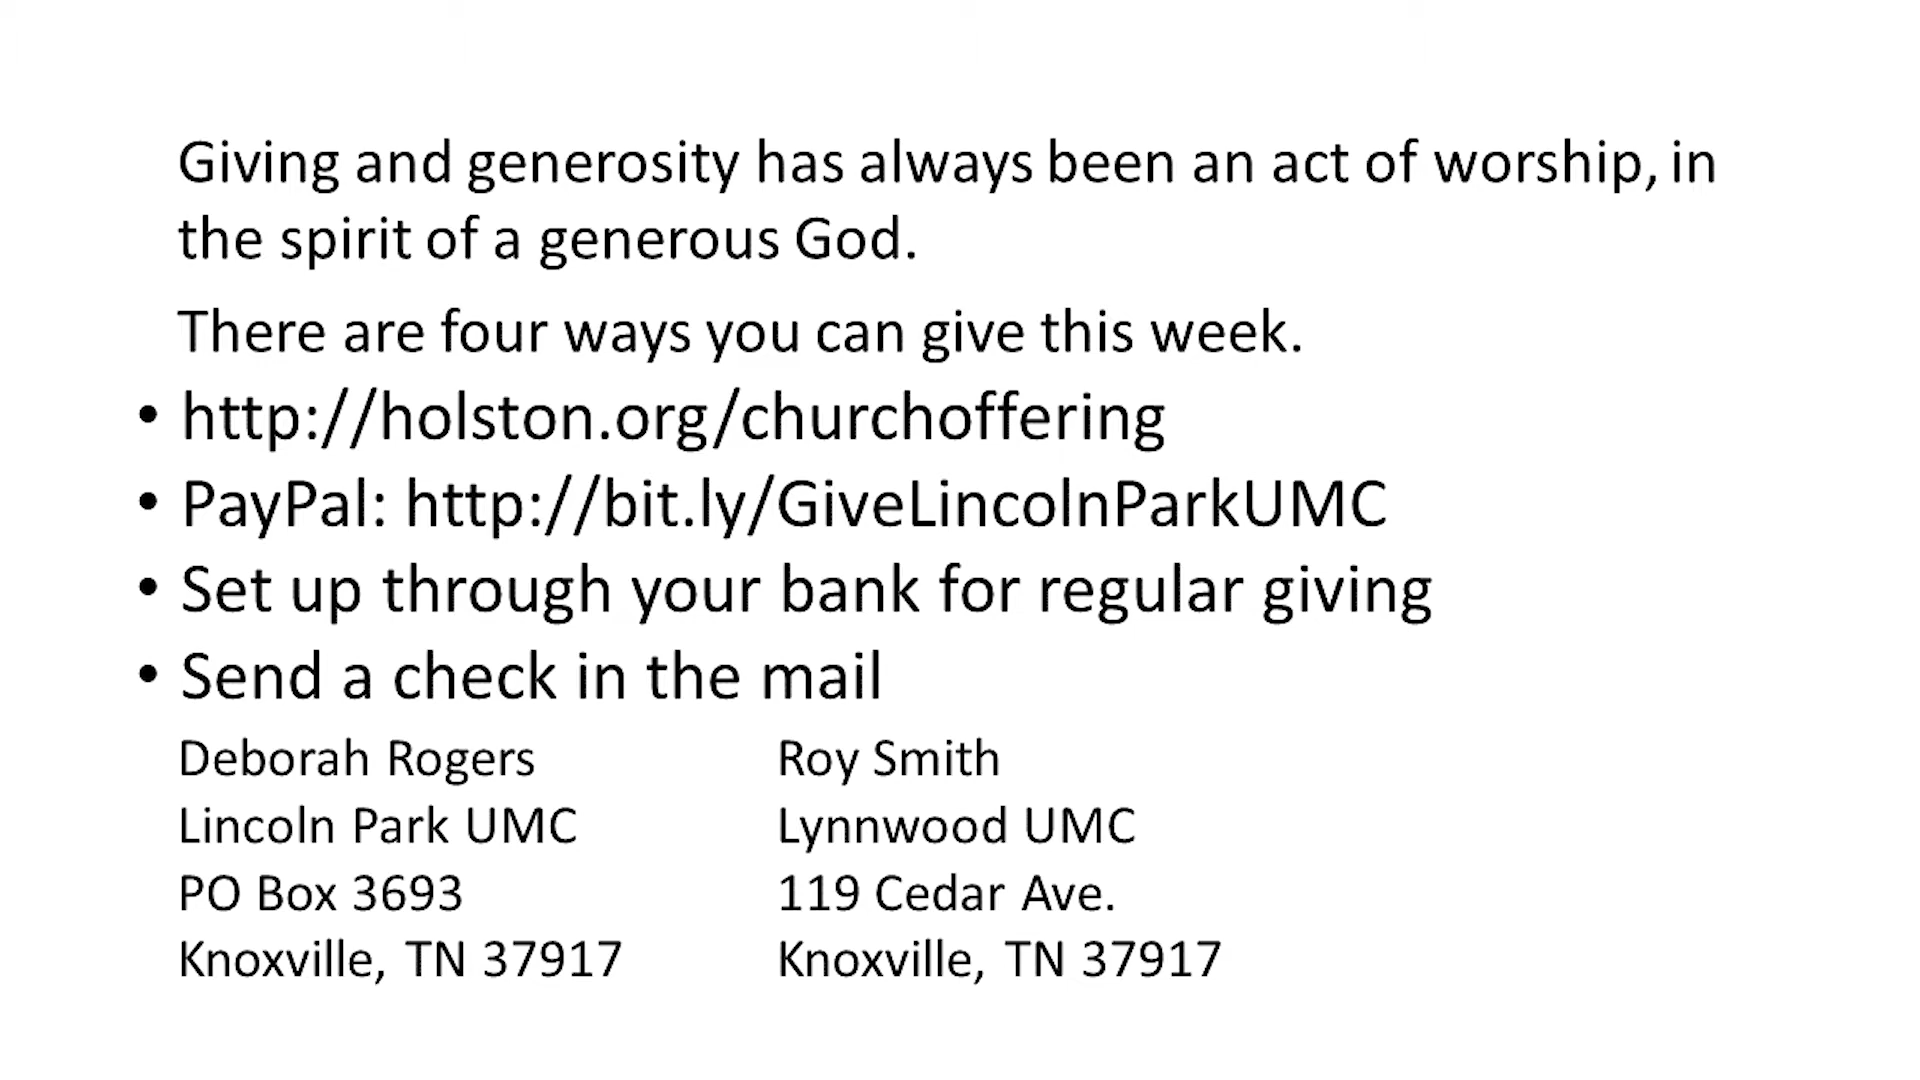 Giving and generosity has always been an act of worship, in
the spirit of a generous God.
There are four ways you can give this week.
• http://holston.org/churchoffering
• PayPal: http://bit.ly/GiveLincolnParkUMC
• Set up through your bank for regular giving
• Send a check in the mail
Deborah Rogers Roy Smith
Lincoln Park UMC Lynnwood UMC
PO Box 3693 119 Cedar Ave.
Knoxville, TN 37917 Knoxville, TN 37917